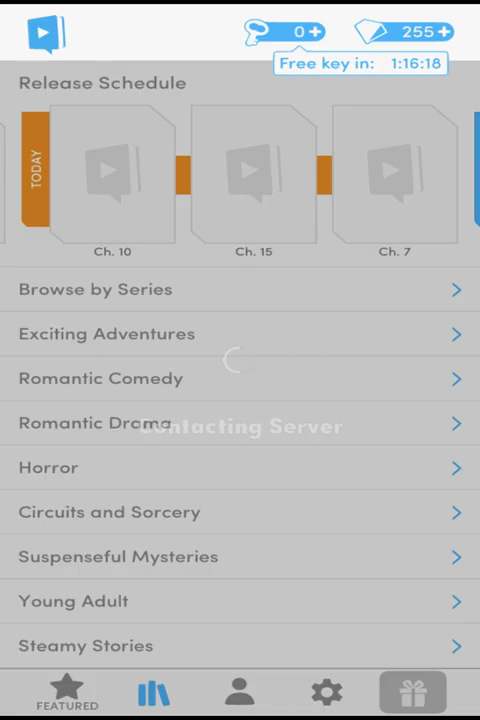 0+ 255+
Free key in: 1:16:18
Release Schedule
TODAY
Ch. 10 Ch. 15 Ch. 7
Browse by Series
Exciting Adventures
Romantic Comedy
Romantic Drama
Contacting Server
Horror
Circuits and Sorcery
Suspenseful Mysteries
Young Adult
Steamy Stories
FEATURED